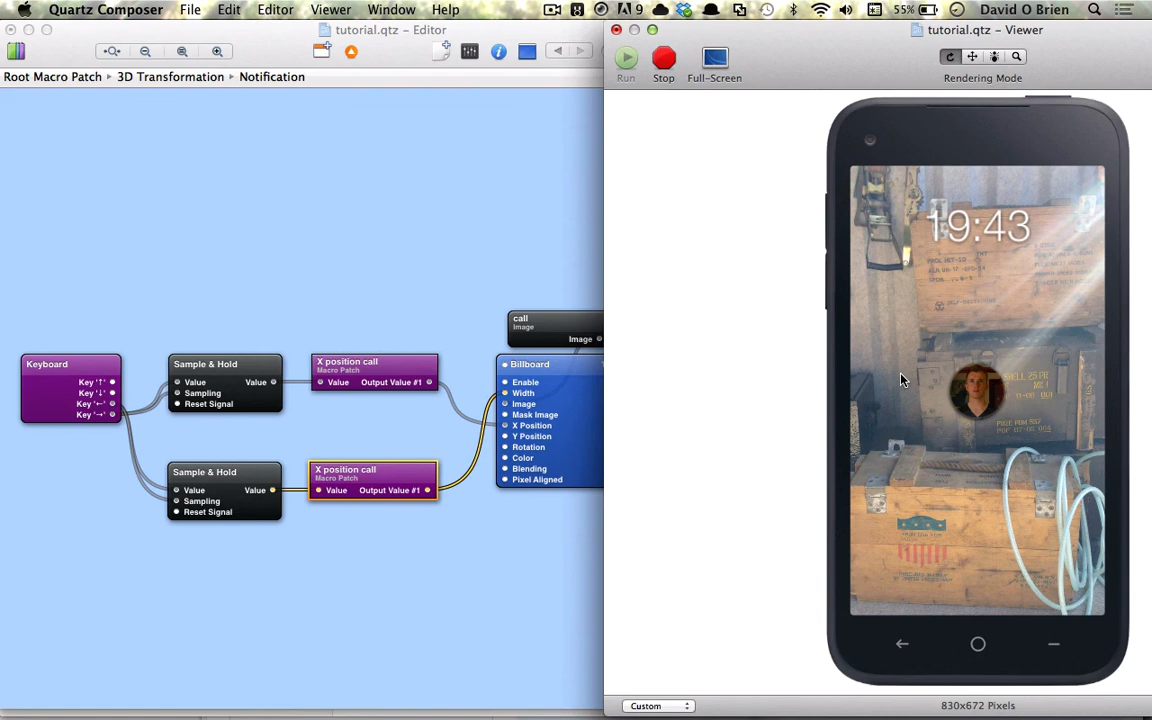 Quartz Composer File Edit Editor Viewer Window Help
9 55% David O Brien
tutorial.qtz – Editor
tutorial.qtz – Viewer
Run Stop Full-Screen
Rendering Mode
Root Macro Patch 3D Transformation Notification
19:43
call
Image
Image
Keyboard
Key '↑'
Key '↓'
Key '←'
Key '→'
Sample & Hold
Value Value
Sampling
Reset Signal
X position call
Macro Patch
Value Output Value #1
Billboard
Enable
Width
Image
Mask Image
X Position
Y Position
Rotation
Color
Blending
Pixel Aligned
Sample & Hold
Value Value
Sampling
Reset Signal
X position call
Macro Patch
Value Output Value #1
Custom
830x672 Pixels